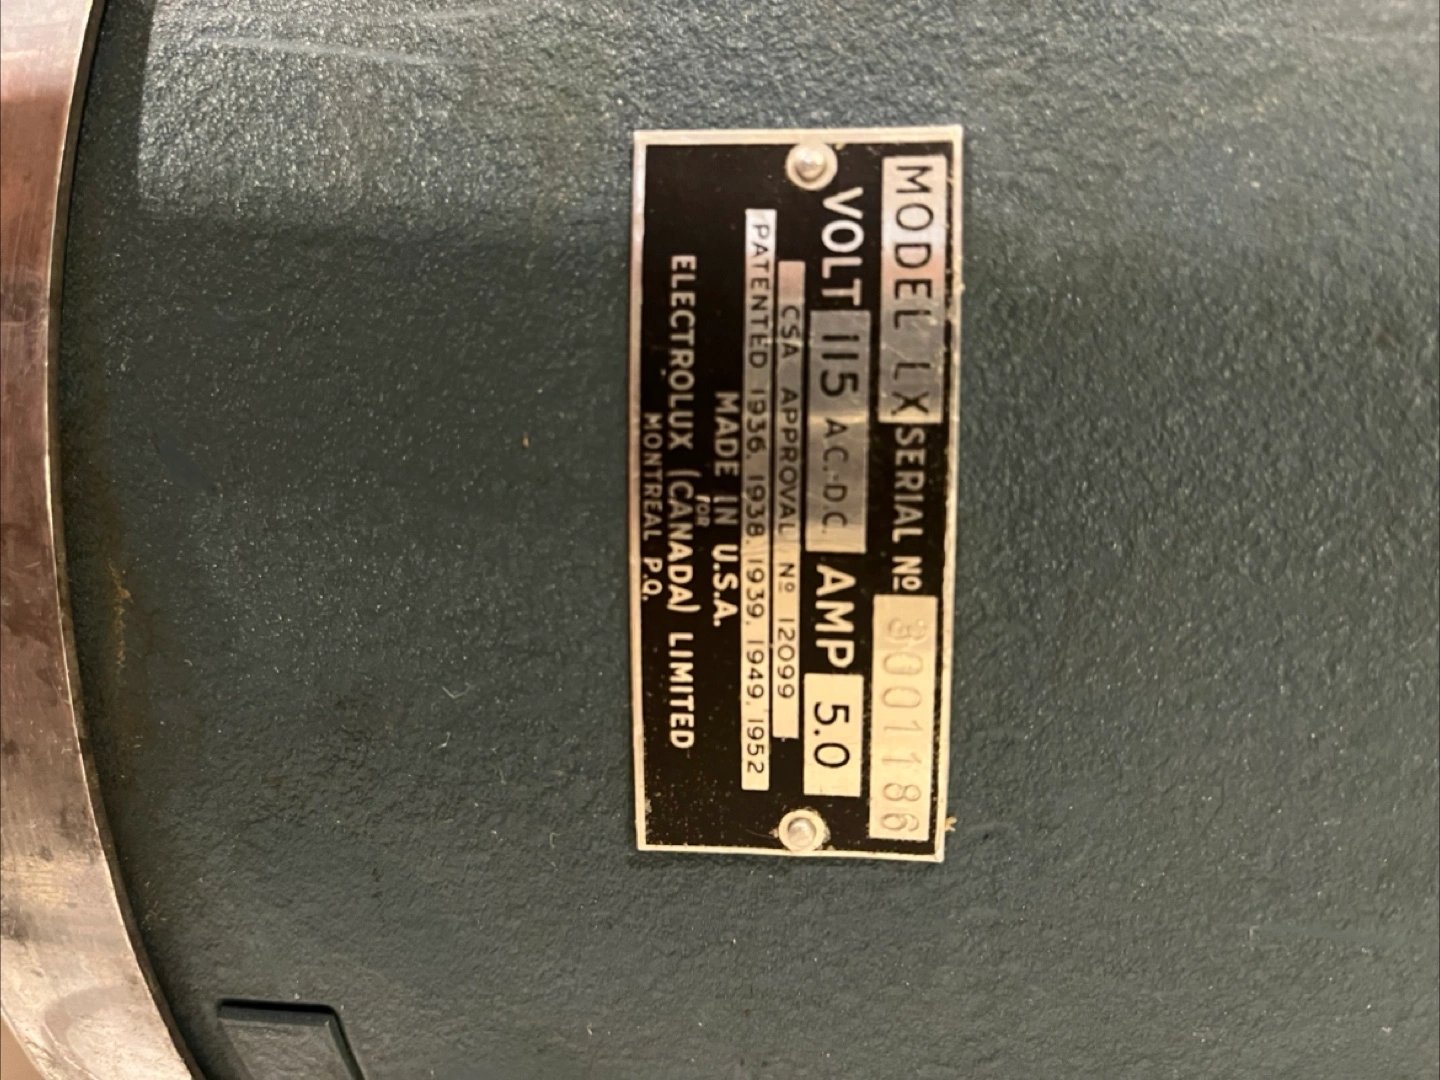 MODEL LX SERIAL Nº 3001186
VOLT 115 A.C.-D.C. AMP 5.0
CSA APPROVAL Nº 12099
PATENTED 1936, 1938, 1939, 1949, 1952
MADE IN U.S.A.
FOR
ELECTROLUX (CANADA) LIMITED
MONTREAL P.Q.